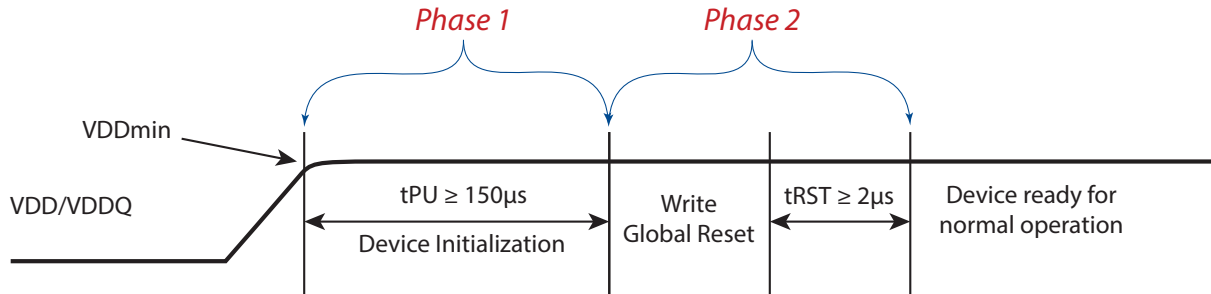 Phase 1
Phase 2
VDDmin
VDD/VDDQ
tPU ≥ 150µs
Device Initialization
Write
Global Reset
tRST ≥ 2µs
Device ready for
normal operation